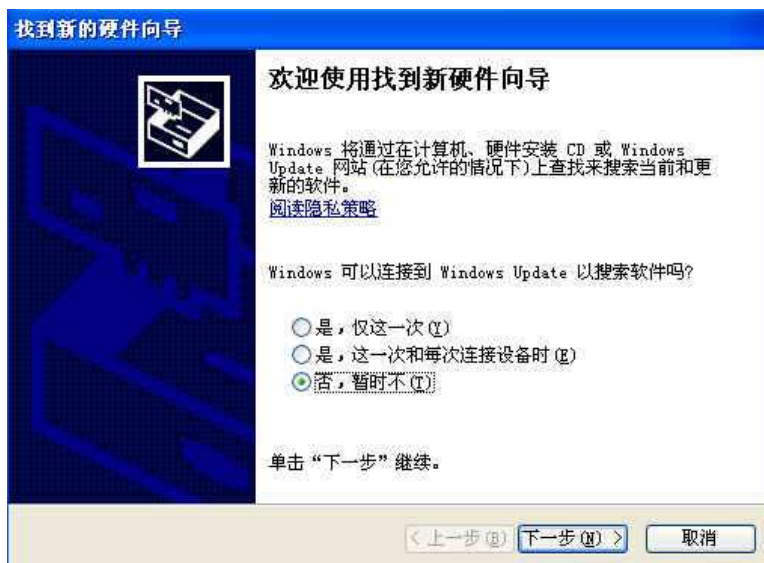 找到新的硬件向导
欢迎使用找到新硬件向导
Windows 将通过在计算机、硬件安装 CD 或 Windows
Update 网站(在您允许的情况下)上查找来搜索当前和更
新的软件。
阅读隐私策略
Windows 可以连接到 Windows Update 以搜索软件吗?
是，仅这一次(Y)
是，这一次和每次连接设备时(E)
否，暂时不(T)
单击“下一步”继续。
< 上一步(B) 下一步(N) > 取消